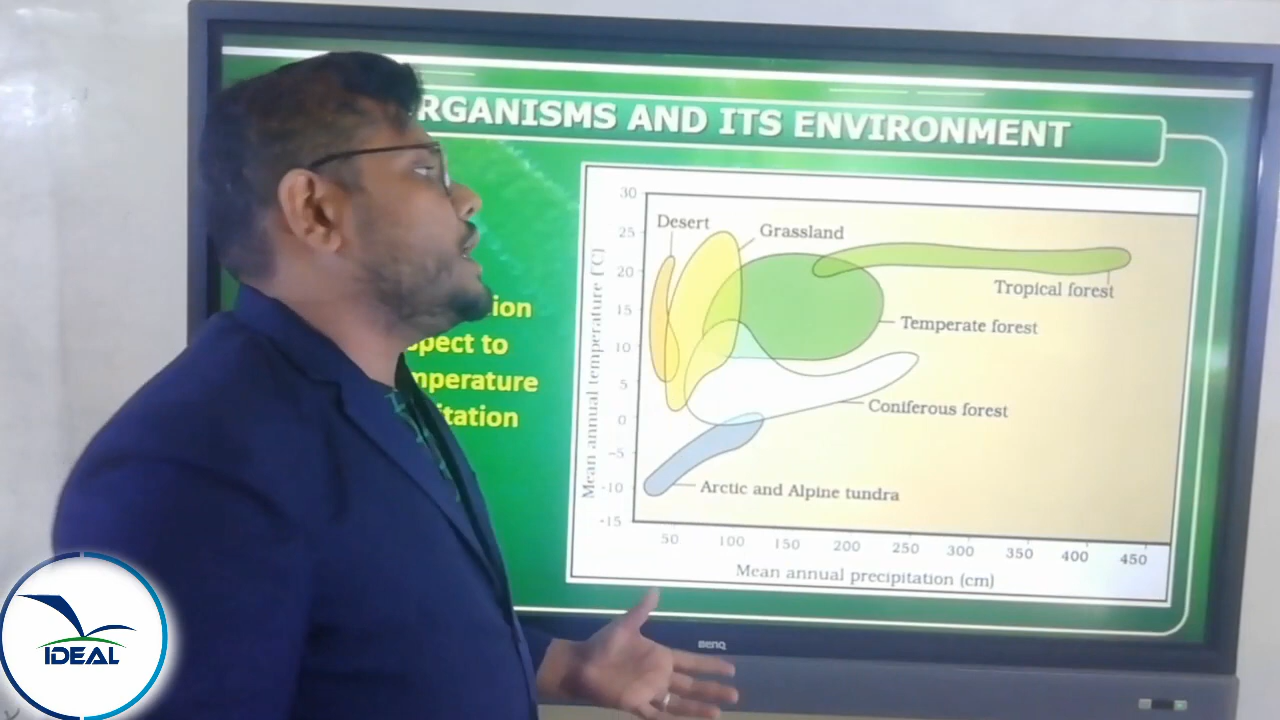 RGANISMS AND ITS ENVIRONMENT
tion
spect to
mperature
itation
30
25
20
15
10
5
0
-5
-10
-15
Mean annual temperature (°C)
Desert
Grassland
Tropical forest
Temperate forest
Coniferous forest
Arctic and Alpine tundra
50 100 150 200 250 300 350 400 450
Mean annual precipitation (cm)
BenQ
IDEAL